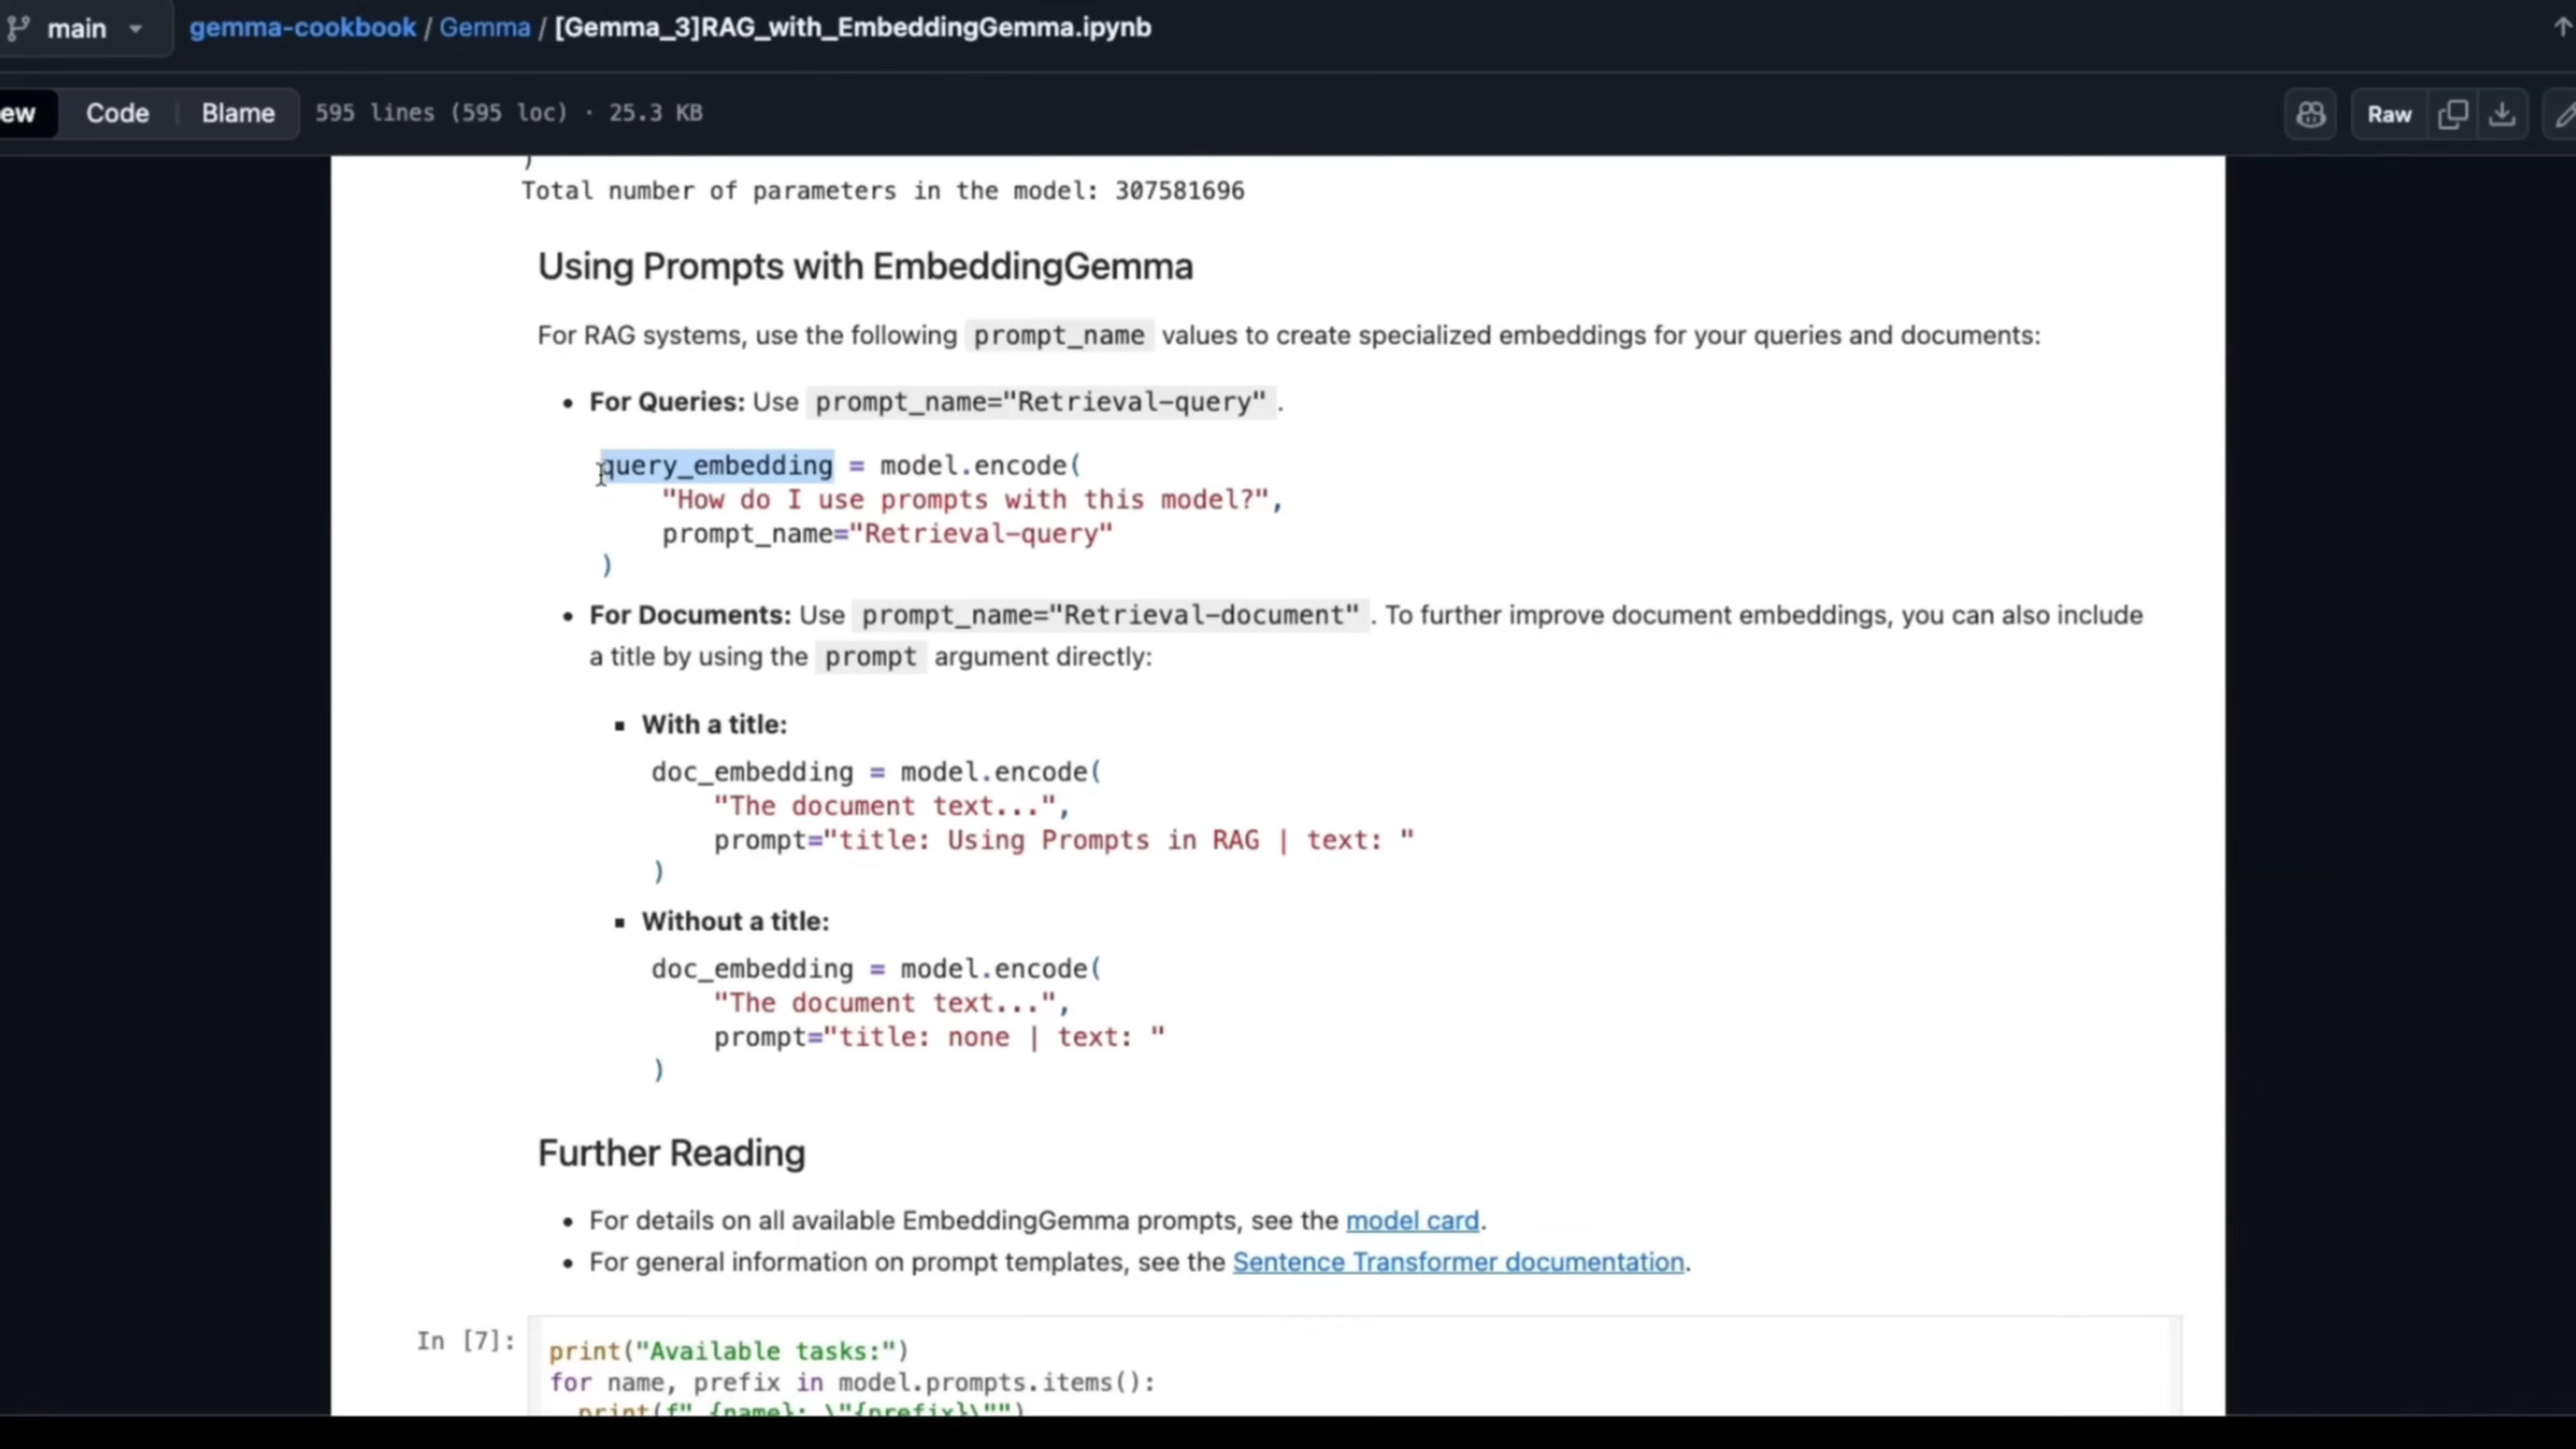 main
gemma-cookbook / Gemma / [Gemma_3]RAG_with_EmbeddingGemma.ipynb
ew Code Blame 595 lines (595 loc) · 25.3 KB Raw
)
Total number of parameters in the model: 307581696
Using Prompts with EmbeddingGemma
For RAG systems, use the following prompt_name values to create specialized embeddings for your queries and documents:
• For Queries: Use prompt_name="Retrieval-query" .
query_embedding = model.encode(
"How do I use prompts with this model?",
prompt_name="Retrieval-query"
)
• For Documents: Use prompt_name="Retrieval-document" . To further improve document embeddings, you can also include
a title by using the prompt argument directly:
▪ With a title:
doc_embedding = model.encode(
"The document text...",
prompt="title: Using Prompts in RAG | text: "
)
▪ Without a title:
doc_embedding = model.encode(
"The document text...",
prompt="title: none | text: "
)
Further Reading
• For details on all available EmbeddingGemma prompts, see the model card.
• For general information on prompt templates, see the Sentence Transformer documentation.
In [7]:
print("Available tasks:")
for name, prefix in model.prompts.items():
print(f" {name}: \"{prefix}\"")